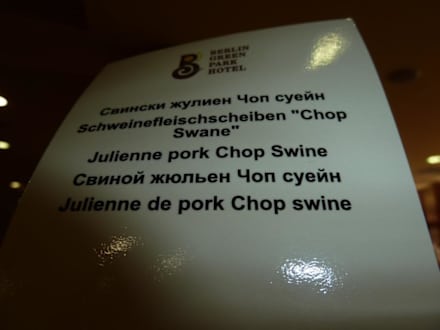 BERLIN
GREEN
PARK
HOTEL
Свински жулиен Чоп суейн
Schweinefleischscheiben "Chop
Swane"
Julienne pork Chop Swine
Свиной жюльен Чоп суейн
Julienne de pork Chop swine